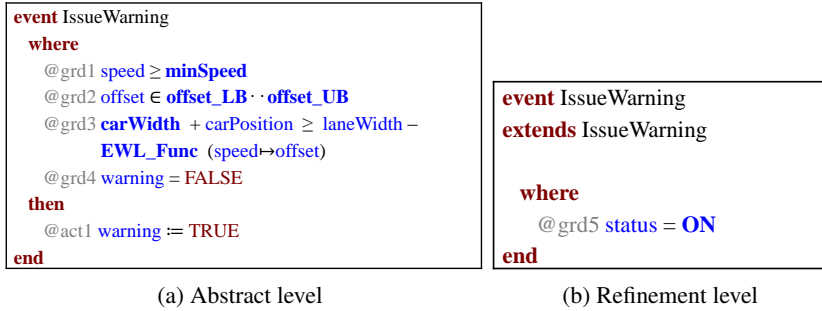 event IssueWarning
where
@grd1 speed ≥ minSpeed
@grd2 offset ∈ offset_LB ·· offset_UB
@grd3 carWidth + carPosition ≥ laneWidth −
EWL_Func (speed↦offset)
@grd4 warning = FALSE
then
@act1 warning ≔ TRUE
end
(a) Abstract level
event IssueWarning
extends IssueWarning
where
@grd5 status = ON
end
(b) Refinement level